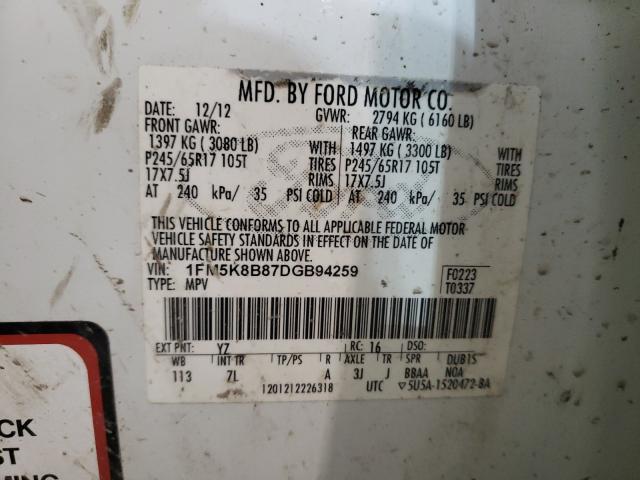 MFD. BY FORD MOTOR CO.
DATE: 12/12 GVWR: 2794 KG ( 6160 LB)
FRONT GAWR: REAR GAWR:
1397 KG ( 3080 LB) WITH 1497 KG ( 3300 LB) WITH
P245/65R17 105T TIRES P245/65R17 105T TIRES
17X7.5J RIMS 17X7.5J RIMS
AT 240 kPa/ 35 PSI COLD AT 240 kPa/ 35 PSI COLD
THIS VEHICLE CONFORMS TO ALL APPLICABLE FEDERAL MOTOR
VEHICLE SAFETY STANDARDS IN EFFECT ON THE DATE OF
MANUFACTURE SHOWN ABOVE.
VIN: 1FM5K8B87DGB94259 F0223
TYPE: MPV T0337
EXT PNT: YZ RC: 16 DSO:
WB INT TR TP/PS R AXLE TR SPR DUB1S
113 7L A 3J J BBAA NOA
1201212226318 UTC ▽5U5A-1520472-BA
CK
ST
MING